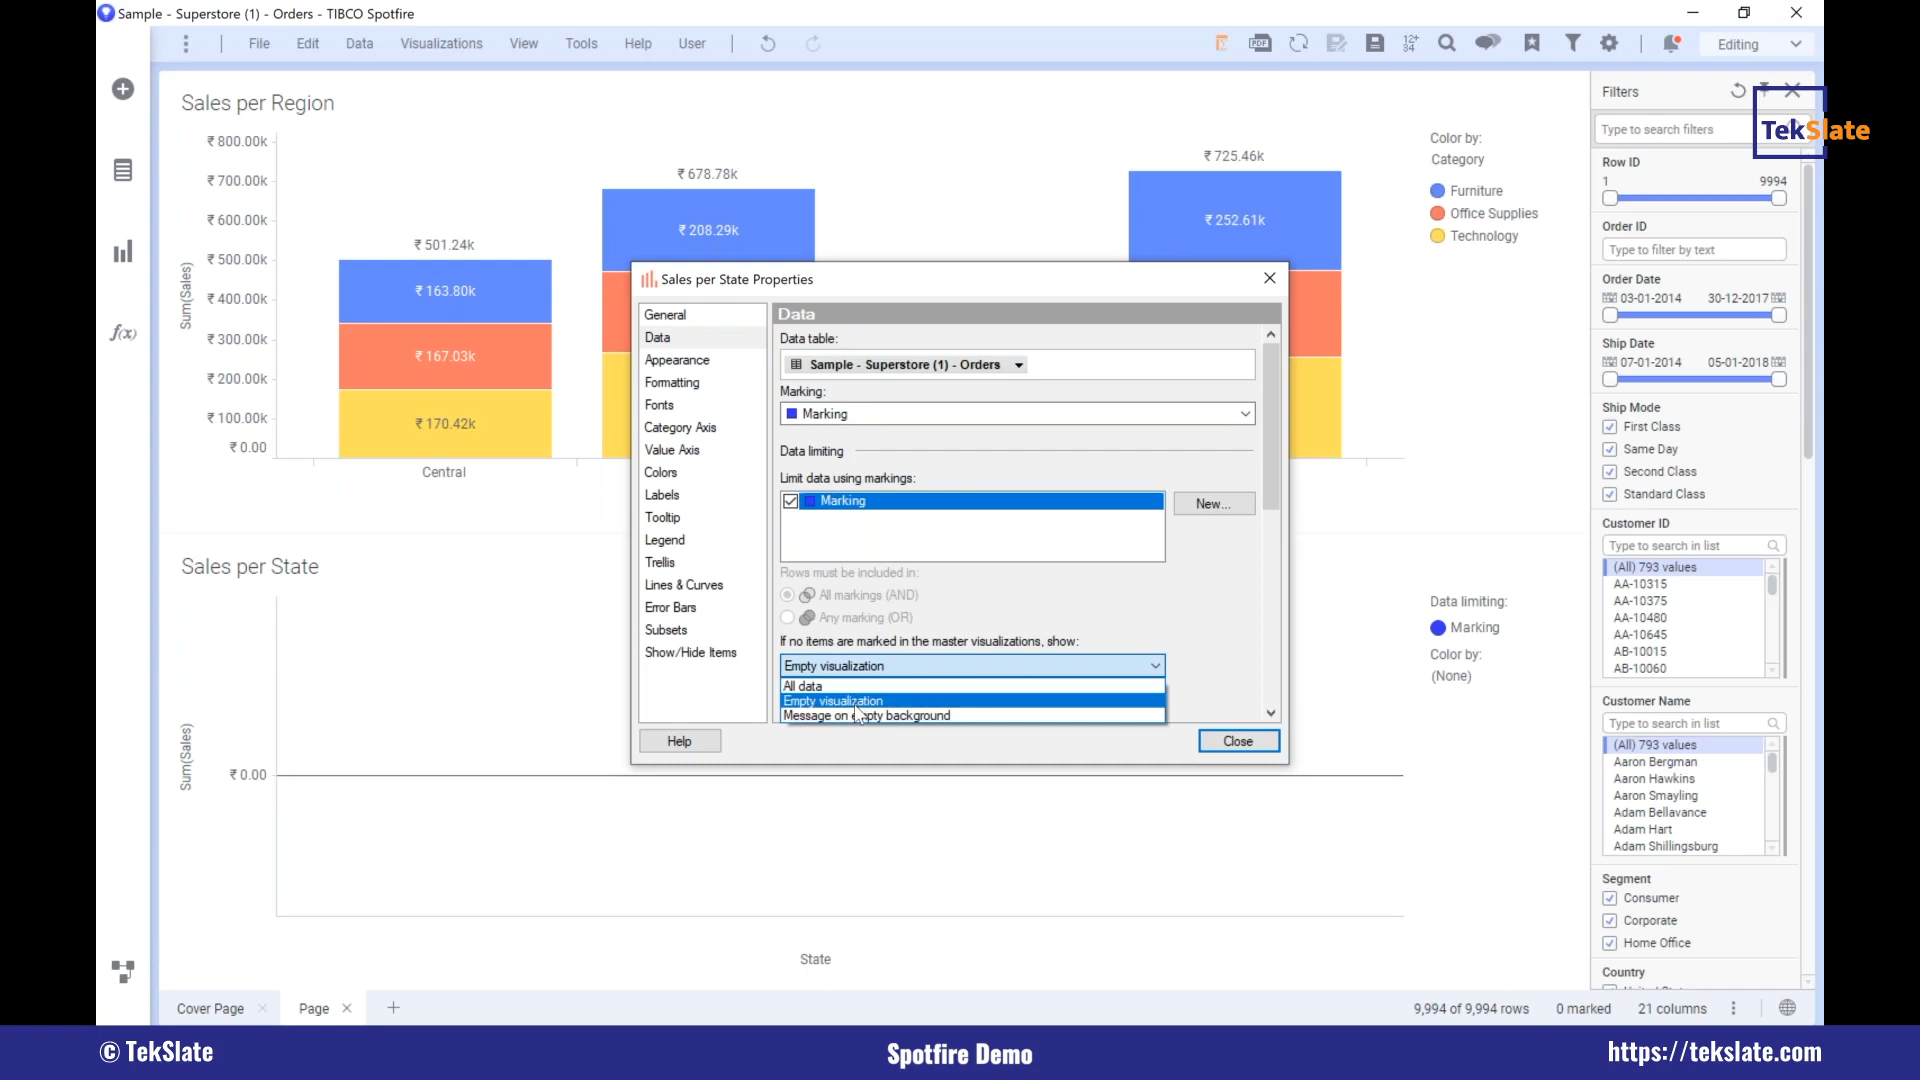 Sample - Superstore (1) - Orders - TIBCO Spotfire
File Edit Data Visualizations View Tools Help User
PDF
12+
34
Editing
Sales per Region
₹ 800.00k
₹ 700.00k
₹ 600.00k
₹ 500.00k
₹ 400.00k
₹ 300.00k
₹ 200.00k
₹ 100.00k
₹ 0.00
Sum(Sales)
₹ 501.24k
₹ 163.80k
₹ 167.03k
₹ 170.42k
Central
₹ 678.78k
₹ 208.29k
₹ 725.46k
₹ 252.61k
Color by:
Category
Furniture
Office Supplies
Technology
f(x)
Sales per State Properties
General
Data
Appearance
Formatting
Fonts
Category Axis
Value Axis
Colors
Labels
Tooltip
Legend
Trellis
Lines & Curves
Error Bars
Subsets
Show/Hide Items
Data
Data table:
Sample - Superstore (1) - Orders
Marking:
Marking
Data limiting
Limit data using markings:
Marking
New...
Rows must be included in:
All markings (AND)
Any marking (OR)
If no items are marked in the master visualizations, show:
Empty visualization
All data
Empty visualization
Message on empty background
Help
Close
Sales per State
Sum(Sales)
₹ 0.00
State
Data limiting:
Marking
Color by:
(None)
Filters
Type to search filters
TekSlate
Row ID
1 9994
Order ID
Type to filter by text
Order Date
03-01-2014 30-12-2017
Ship Date
07-01-2014 05-01-2018
Ship Mode
First Class
Same Day
Second Class
Standard Class
Customer ID
Type to search in list
(All) 793 values
AA-10315
AA-10375
AA-10480
AA-10645
AB-10015
AB-10060
Customer Name
Type to search in list
(All) 793 values
Aaron Bergman
Aaron Hawkins
Aaron Smayling
Adam Bellavance
Adam Hart
Adam Shillingsburg
Segment
Consumer
Corporate
Home Office
Country
Cover Page
Page
9,994 of 9,994 rows 0 marked 21 columns
© TekSlate
Spotfire Demo
https://tekslate.com